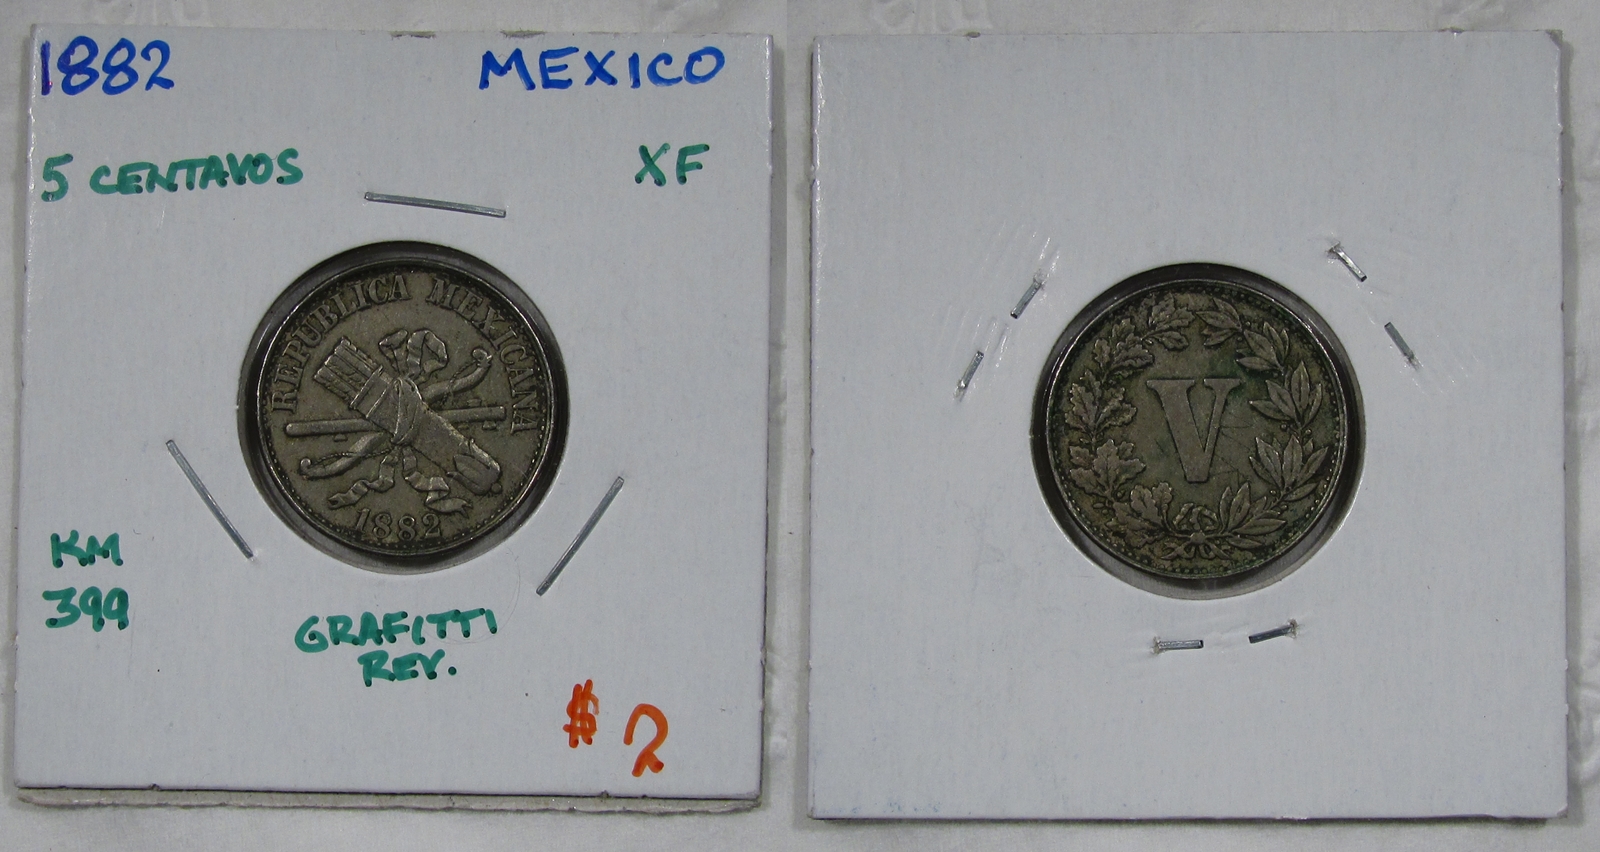 1882 MEXICO
5 CENTAVOS XF
REPUBLICA MEXICANA
1882
KM
399
GRAFITTI
REV.
$2
V